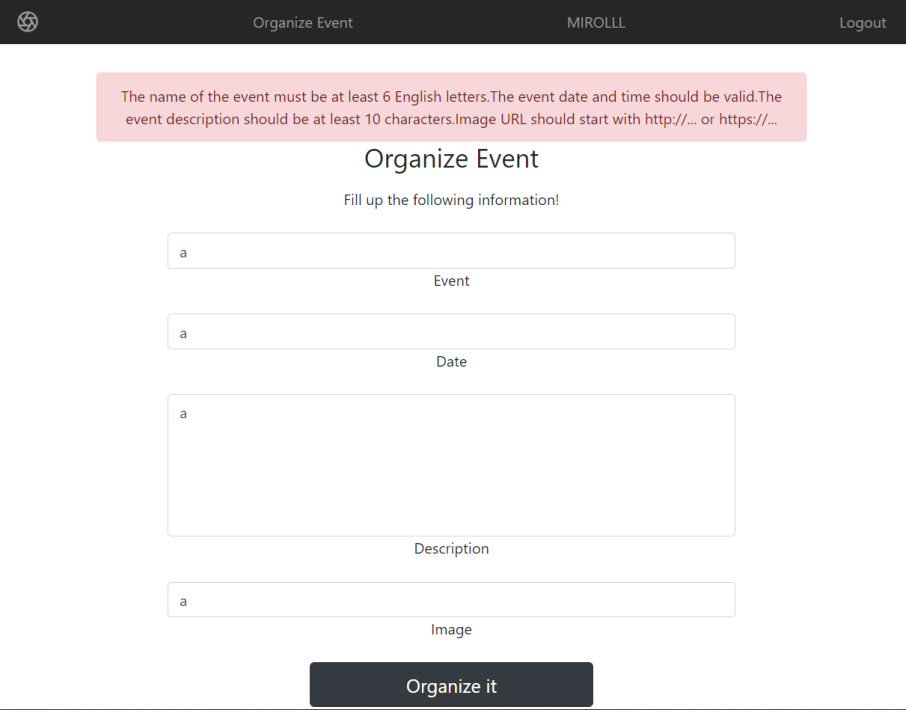 Organize Event MIROLLL Logout
The name of the event must be at least 6 English letters.The event date and time should be valid.The
event description should be at least 10 characters.Image URL should start with http://... or https://...
Organize Event
Fill up the following information!
a
Event
a
Date
a
Description
a
Image
Organize it